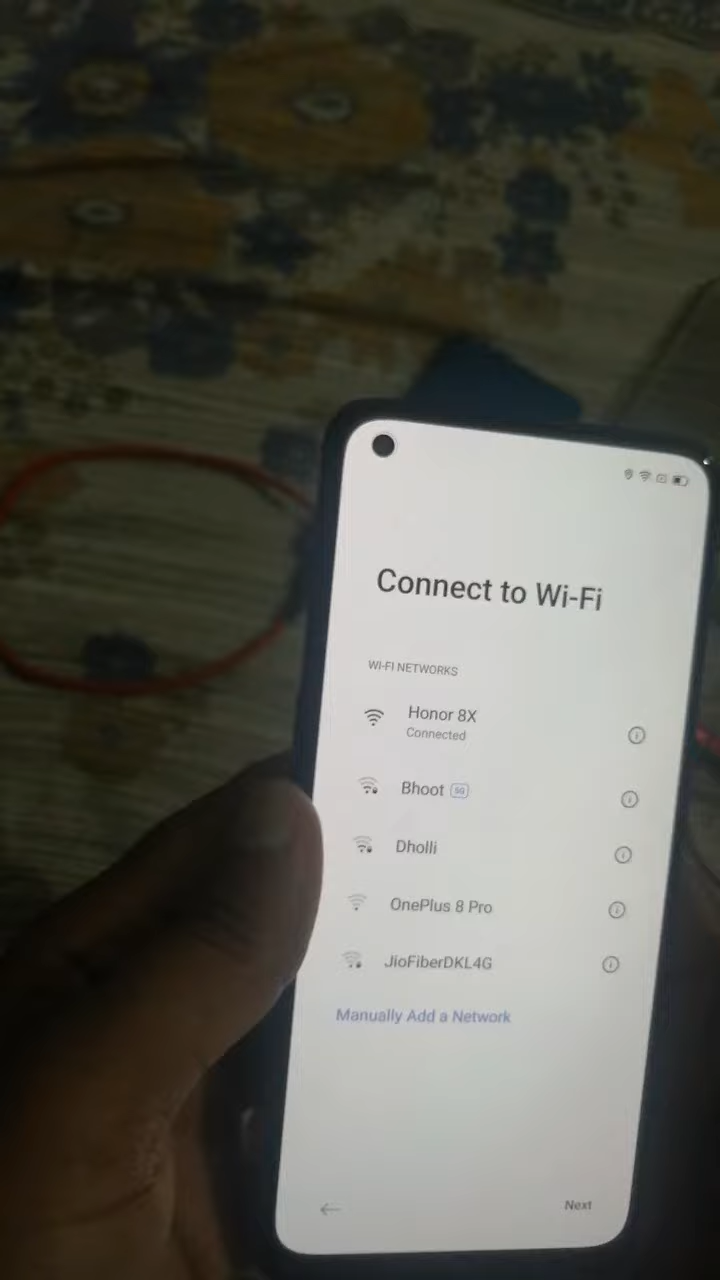 Connect to Wi-Fi
WI-FI NETWORKS
Honor 8X
Connected
Bhoot 5G
Dholli
OnePlus 8 Pro
JioFiberDKL4G
Manually Add a Network
Next